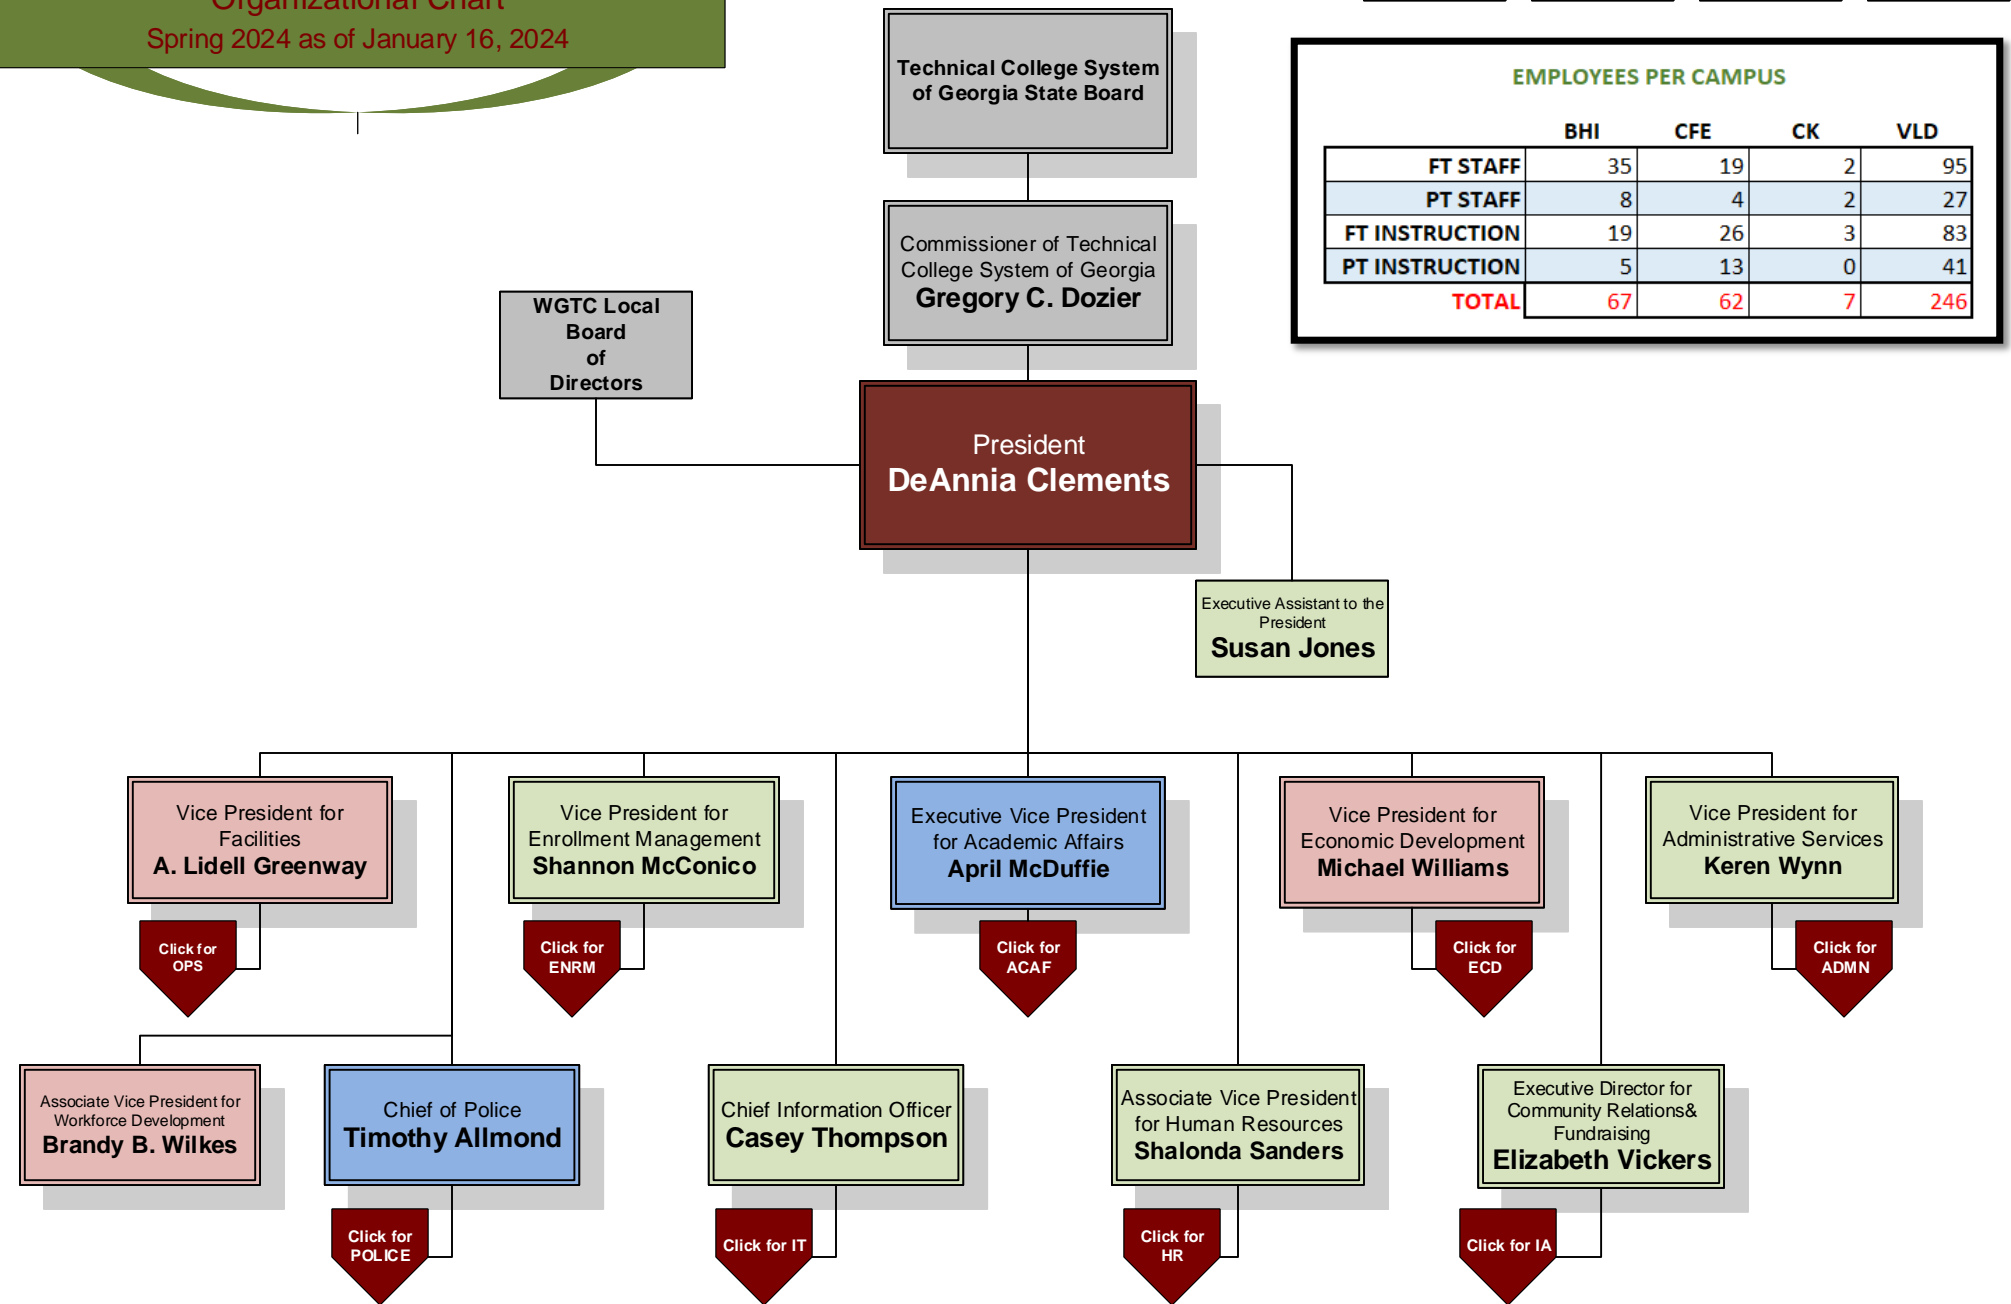 Organizational Chart
Spring 2024 as of January 16, 2024
Technical College System
of Georgia State Board
EMPLOYEES PER CAMPUS
BHI CFE CK VLD
FT STAFF 35 19 2 95
PT STAFF 8 4 2 27
FT INSTRUCTION 19 26 3 83
PT INSTRUCTION 5 13 0 41
TOTAL 67 62 7 246
Commissioner of Technical
College System of Georgia
Gregory C. Dozier
WGTC Local
Board
of
Directors
President
DeAnnia Clements
Executive Assistant to the
President
Susan Jones
Vice President for
Facilities
A. Lidell Greenway
Vice President for
Enrollment Management
Shannon McConico
Executive Vice President
for Academic Affairs
April McDuffie
Vice President for
Economic Development
Michael Williams
Vice President for
Administrative Services
Keren Wynn
Click for
OPS
Click for
ENRM
Click for
ACAF
Click for
ECD
Click for
ADMN
Associate Vice President for
Workforce Development
Brandy B. Wilkes
Chief of Police
Timothy Allmond
Chief Information Officer
Casey Thompson
Associate Vice President
for Human Resources
Shalonda Sanders
Executive Director for
Community Relations&
Fundraising
Elizabeth Vickers
Click for
POLICE
Click for IT
Click for
HR
Click for IA